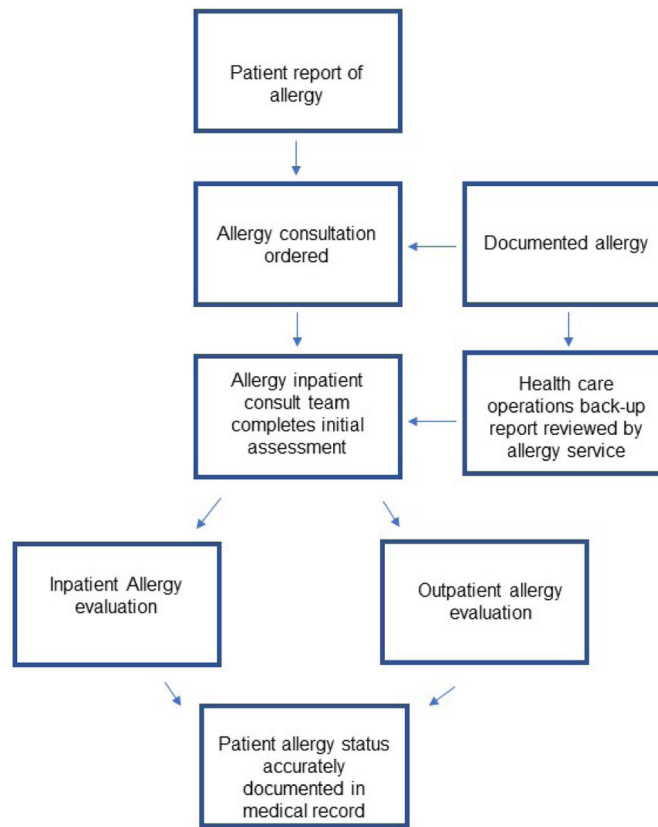 Patient report of
allergy
Allergy consultation
ordered
Documented allergy
Allergy inpatient
consult team
completes initial
assessment
Health care
operations back-up
report reviewed by
allergy service
Inpatient Allergy
evaluation
Outpatient allergy
evaluation
Patient allergy status
accurately
documented in
medical record